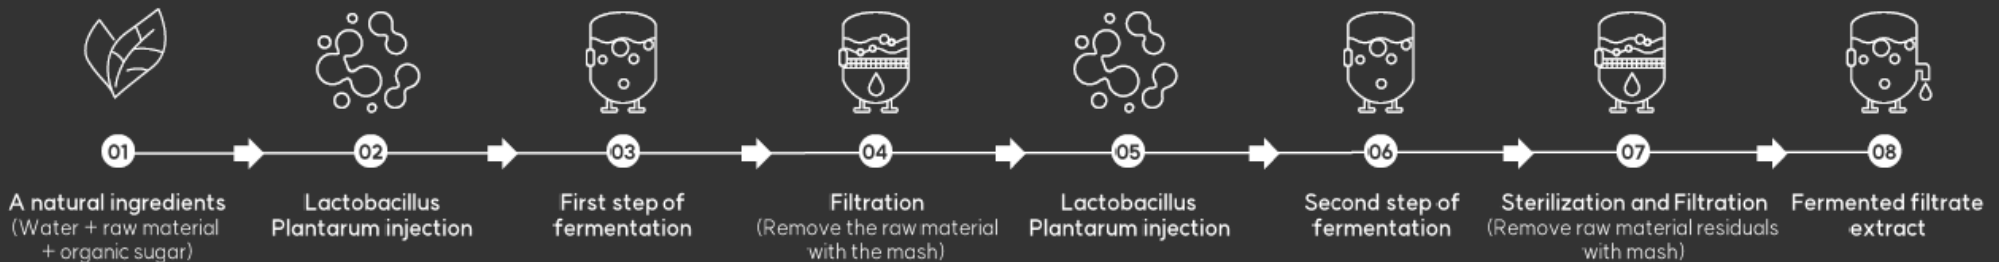 01
02
03
04
05
06
07
08
A natural ingredients
(Water + raw material
+ organic sugar)
Lactobacillus
Plantarum injection
First step of
fermentation
Filtration
(Remove the raw material
with the mash)
Lactobacillus
Plantarum injection
Second step of
fermentation
Sterilization and Filtration
(Remove raw material residuals
with mash)
Fermented filtrate
extract